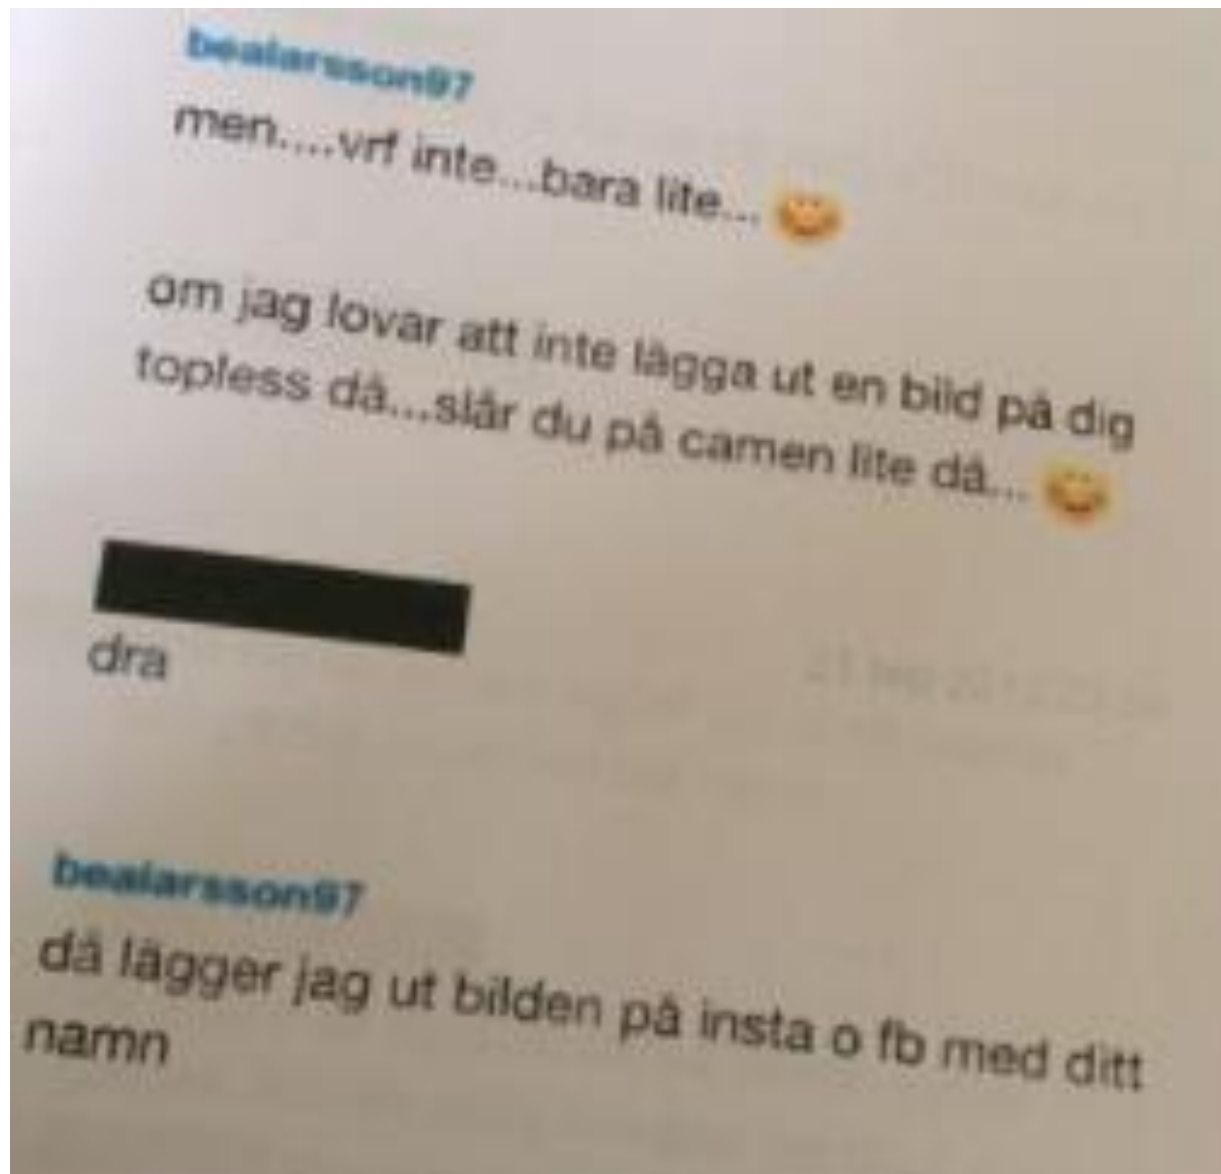 bealarsson97
men....vrf inte...bara lite...
om jag lovar att inte lägga ut en bild på dig
topless då...slår du på camen lite då...
dra
bealarsson97
då lägger jag ut bilden på insta o fb med ditt
namn